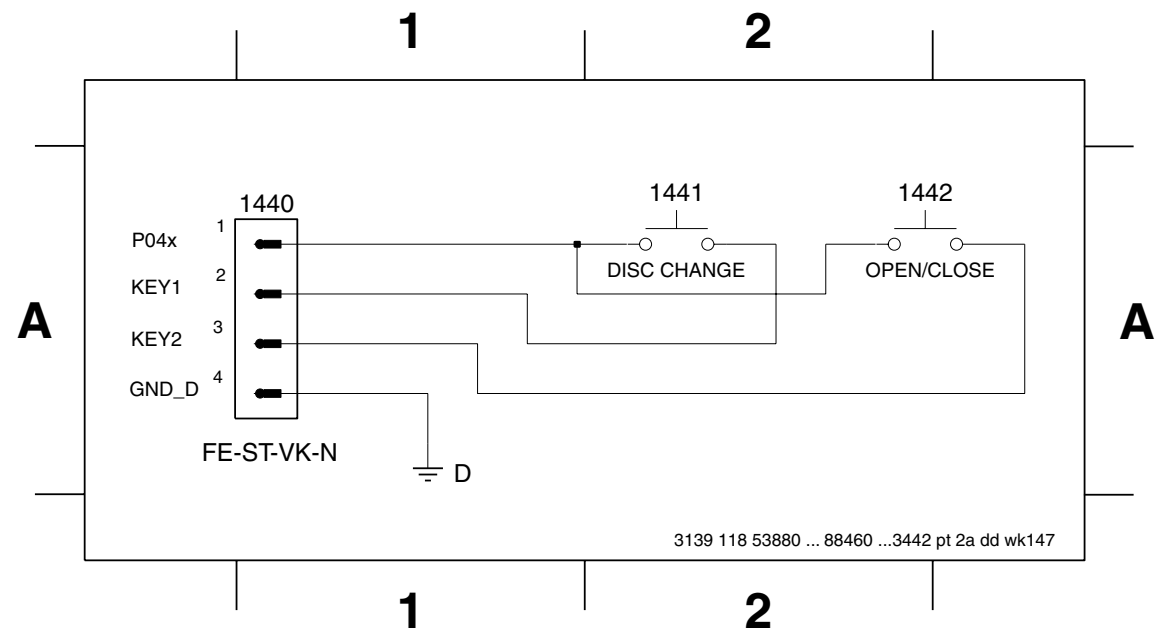 1 2
1440 1441 1442
P04x 1
DISC CHANGE OPEN/CLOSE
KEY1 2
A A
KEY2 3
GND_D 4
FE-ST-VK-N
D
3139 118 53880 ... 88460 ...3442 pt 2a dd wk147
1 2